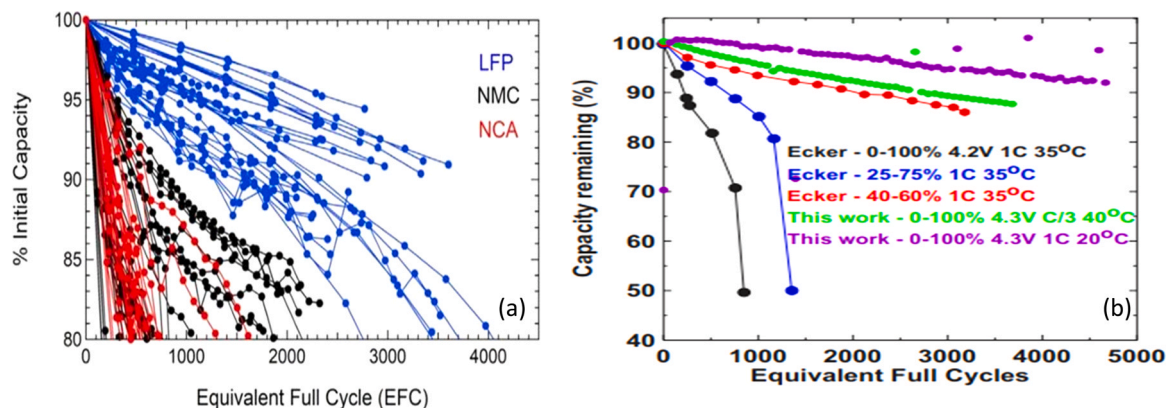 100
95
90
85
80
% Initial Capacity
LFP
NMC
NCA
(a)
0
1000
2000
3000
4000
Equivalent Full Cycle (EFC)
100
90
80
70
60
50
40
Capacity remaining (%)
Ecker - 0-100% 4.2V 1C 35ᴼC
Ecker - 25-75% 1C 35ᴼC
Ecker - 40-60% 1C 35ᴼC
This work - 0-100% 4.3V C/3 40ᴼC
This work - 0-100% 4.3V 1C 20ᴼC
(b)
0
1000
2000
3000
4000
5000
Equivalent Full Cycles